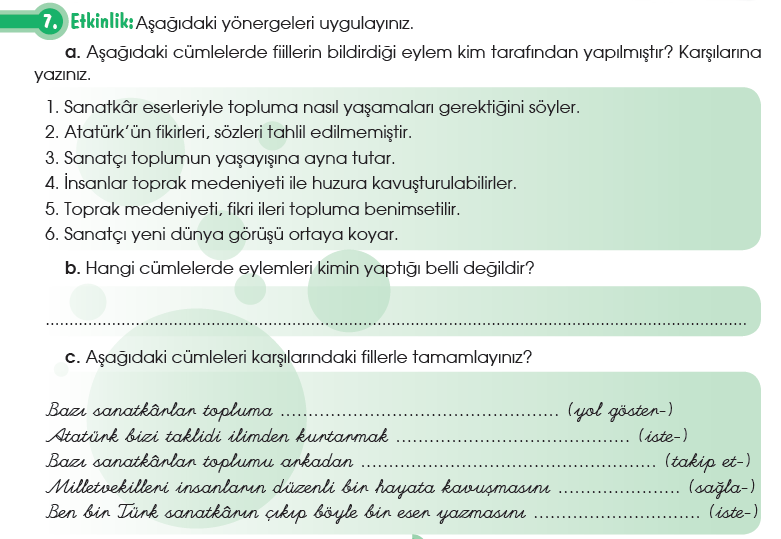 7. Etkinlik: Aşağıdaki yönergeleri uygulayınız.
a. Aşağıdaki cümlelerde fiillerin bildirdiği eylem kim tarafından yapılmıştır? Karşılarına
yazınız.
1. Sanatkâr eserleriyle topluma nasıl yaşamaları gerektiğini söyler.
2. Atatürk'ün fikirleri, sözleri tahlil edilmemiştir.
3. Sanatçı toplumun yaşayışına ayna tutar.
4. İnsanlar toprak medeniyeti ile huzura kavuşturulabilirler.
5. Toprak medeniyeti, fikri ileri topluma benimsetilir.
6. Sanatçı yeni dünya görüşü ortaya koyar.
b. Hangi cümlelerde eylemleri kimin yaptığı belli değildir?
....................................................................................................................................................
c. Aşağıdaki cümleleri karşılarındaki fillerle tamamlayınız?
Bazı sanatkârlar topluma ................................................. (yol göster-)
Atatürk bizi taklidi ilimden kurtarmak ......................................... (iste-)
Bazı sanatkârlar toplumu arkadan .................................................... (takip et-)
Milletvekilleri insanların düzenli bir hayata kavuşmasını ..................... (sağla-)
Ben bir Türk sanatkârın çıkıp böyle bir eser yazmasını ............................. (iste-)